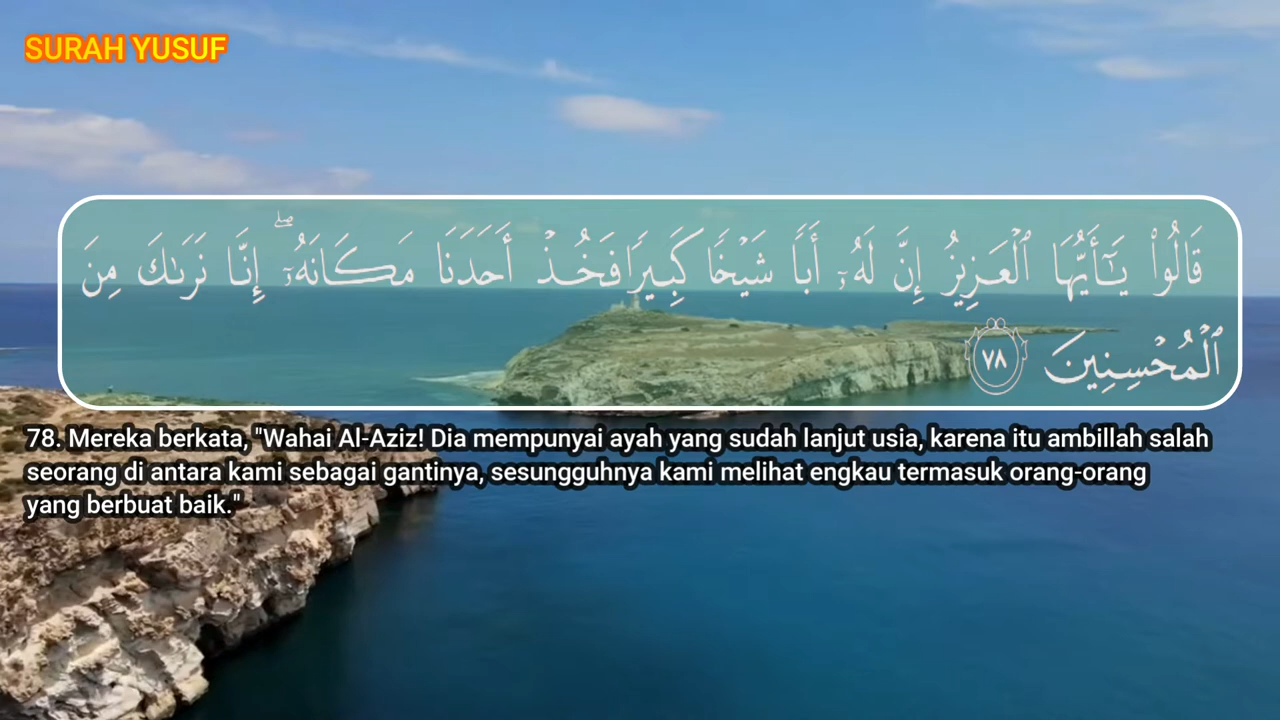 SURAH YUSUF
قَالُوا۟ يَـٰٓأَيُّهَا ٱلْعَزِيزُ إِنَّ لَهُۥٓ أَبًا شَيْخًا كَبِيرًا فَخُذْ أَحَدَنَا مَكَانَهُۥٓ ۖ إِنَّا نَرَىٰكَ مِنَ
ٱلْمُحْسِنِينَ ٧٨
78. Mereka berkata, "Wahai Al-Aziz! Dia mempunyai ayah yang sudah lanjut usia, karena itu ambillah salah
seorang di antara kami sebagai gantinya, sesungguhnya kami melihat engkau termasuk orang-orang
yang berbuat baik."